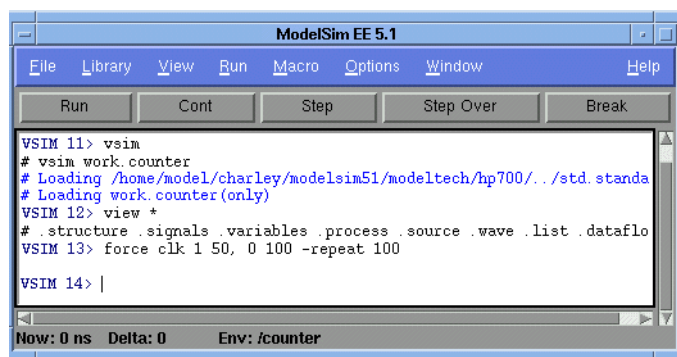 ModelSim EE 5.1
File Library View Run Macro Options Window Help
Run Cont Step Step Over Break
VSIM 11> vsim
# vsim work.counter
# Loading /home/model/charley/modelsim51/modeltech/hp700/../std.standa
# Loading work.counter(only)
VSIM 12> view *
# .structure .signals .variables .process .source .wave .list .dataflo
VSIM 13> force clk 1 50, 0 100 -repeat 100
VSIM 14>
Now: 0 ns Delta: 0 Env: /counter